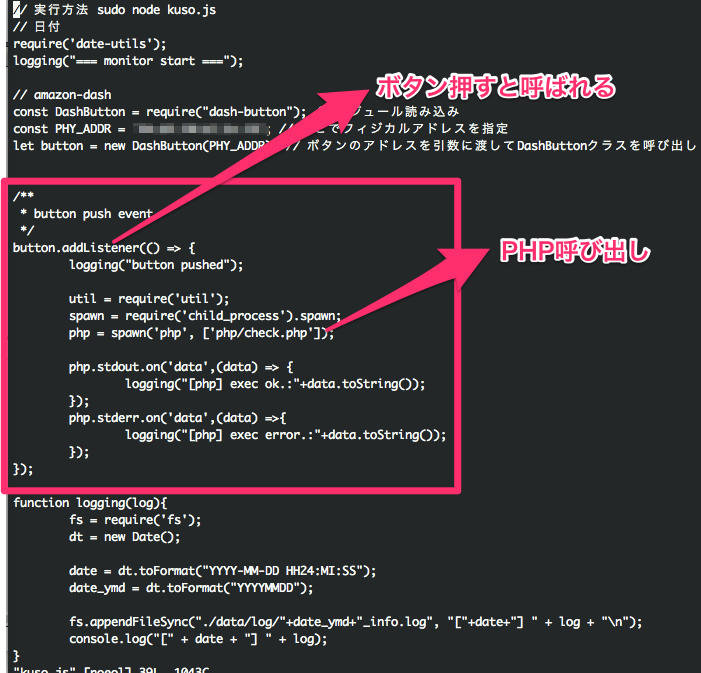 // 実行方法 sudo node kuso.js
// 日付
require('date-utils');
logging("=== monitor start ===");
// amazon-dash
ボタン押すと呼ばれる
const DashButton = require("dash-button"); ジュール読み込み
const PHY_ADDR = ; // でフィジカルアドレスを指定
let button = new DashButton(PHY_ADDR // ボタンのアドレスを引数に渡してDashButtonクラスを呼び出し
/**
 * button push event
 */
button.addListener(() => {
PHP呼び出し
logging("button pushed");
util = require('util');
spawn = require('child_process').spawn;
php = spawn('php', ['php/check.php']);
php.stdout.on('data',(data) => {
logging("[php] exec ok.:"+data.toString());
});
php.stderr.on('data',(data) =>{
logging("[php] exec error.:"+data.toString());
});
});
function logging(log){
fs = require('fs');
dt = new Date();
date = dt.toFormat("YYYY-MM-DD HH24:MI:SS");
date_ymd = dt.toFormat("YYYYMMDD");
fs.appendFileSync("./data/log/"+date_ymd+"_info.log", "["+date+"] " + log + "\n");
console.log("[" + date + "] " + log);
}
"kuso.js" [noeol] 39L, 1043C